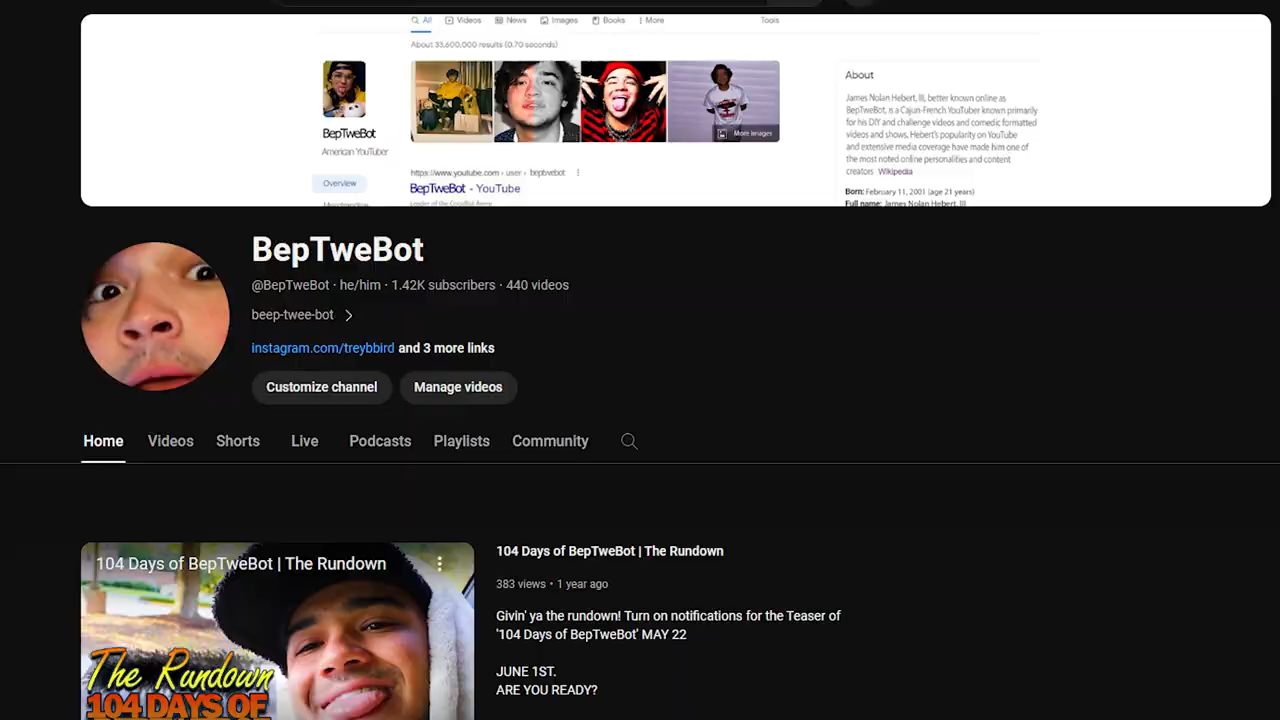 All Videos News Images Books More Tools
About 33,600,000 results (0.70 seconds)
BepTweBot
American YouTuber
Overview
More images
https://www.youtube.com › user › beptwebot
BepTweBot - YouTube
Leader of the
About
James Nolan Hebert, III, better known online as
BepTweBot, is a Cajun-French YouTuber known primarily
for his DIY and challenge videos and comedic formatted
videos and shows. Hebert's popularity on YouTube
and extensive media coverage have made him one of
the most noted online personalities and content
creators Wikipedia
Born: February 11, 2001 (age 21 years)
Full name: James Nolan Hebert, III
BepTweBot
@BepTweBot · he/him · 1.42K subscribers · 440 videos
beep-twee-bot
instagram.com/treybbird and 3 more links
Customize channel Manage videos
Home Videos Shorts Live Podcasts Playlists Community
104 Days of BepTweBot | The Rundown
The Rundown
104 DAYS OF
104 Days of BepTweBot | The Rundown
383 views • 1 year ago
Givin' ya the rundown! Turn on notifications for the Teaser of
'104 Days of BepTweBot' MAY 22
JUNE 1ST.
ARE YOU READY?